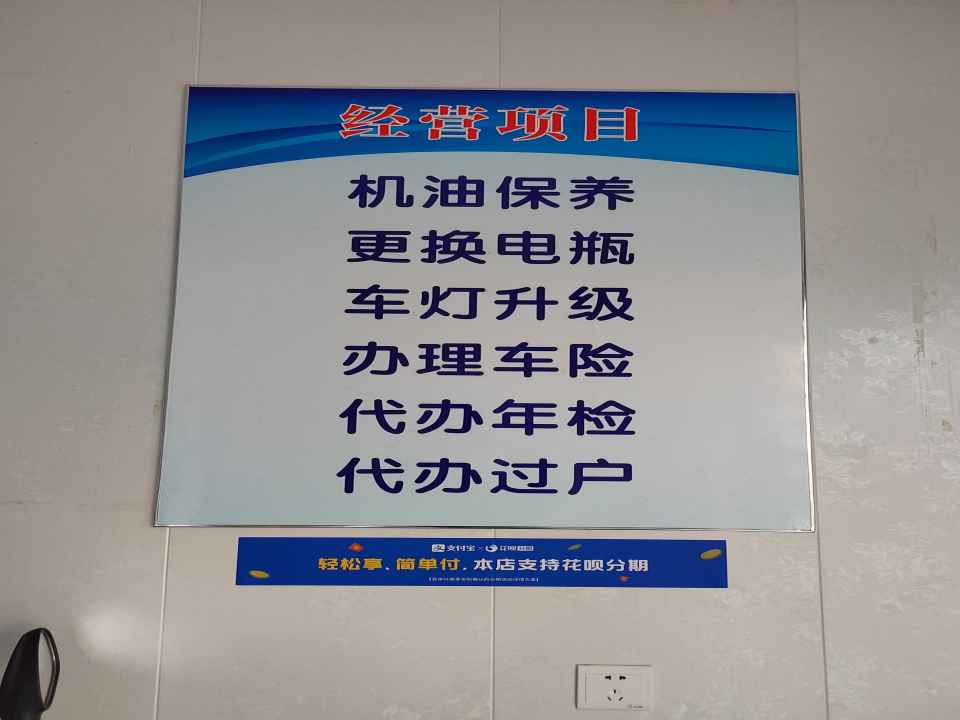 经营项目
机油保养
更换电瓶
车灯升级
办理车险
代办年检
代办过户
支付宝×花呗
轻松享,简单付,本店支持花呗分期